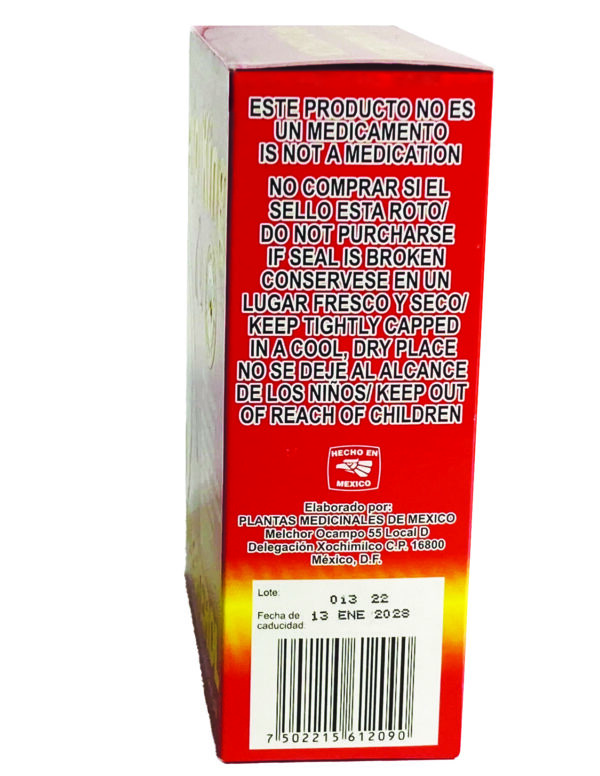 ESTE PRODUCTO NO ES
UN MEDICAMENTO
IS NOT A MEDICATION
NO COMPRAR SI EL
SELLO ESTA ROTO/
DO NOT PURCHARSE
IF SEAL IS BROKEN
CONSERVESE EN UN
LUGAR FRESCO Y SECO/
KEEP TIGHTLY CAPPED
IN A COOL, DRY PLACE
NO SE DEJE AL ALCANCE
DE LOS NIÑOS/ KEEP OUT
OF REACH OF CHILDREN
HECHO EN
MEXICO
Elaborado por:
PLANTAS MEDICINALES DE MEXICO
Melchor Ocampo 55 Local D
Delegación Xochimilco C.P. 16800
México, D.F.
Lote: 013 22
Fecha de caducidad: 13 ENE 2028
7 502215 612090